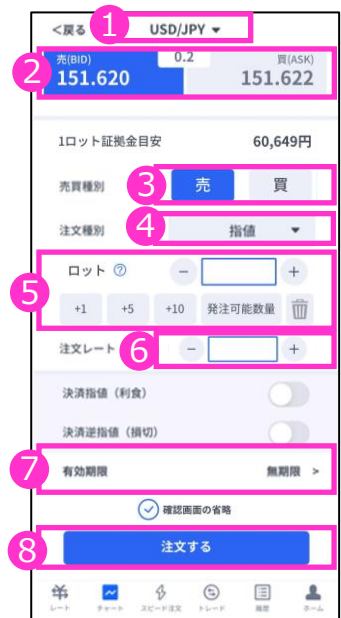 <戻る 1 USD/JPY ▼
2 売(BID) 0.2 買(ASK)
151.620 151.622
1ロット証拠金目安 60,649円
売買種別 3 売 買
注文種別 4 指値 ▼
5 ロット ? − +
+1 +5 +10 発注可能数量
注文レート 6 − +
決済指値（利食）
決済逆指値（損切）
7 有効期限 無期限 >
確認画面の省略
8 注文する
レート チャート スピード注文 トレード 履歴 ホーム